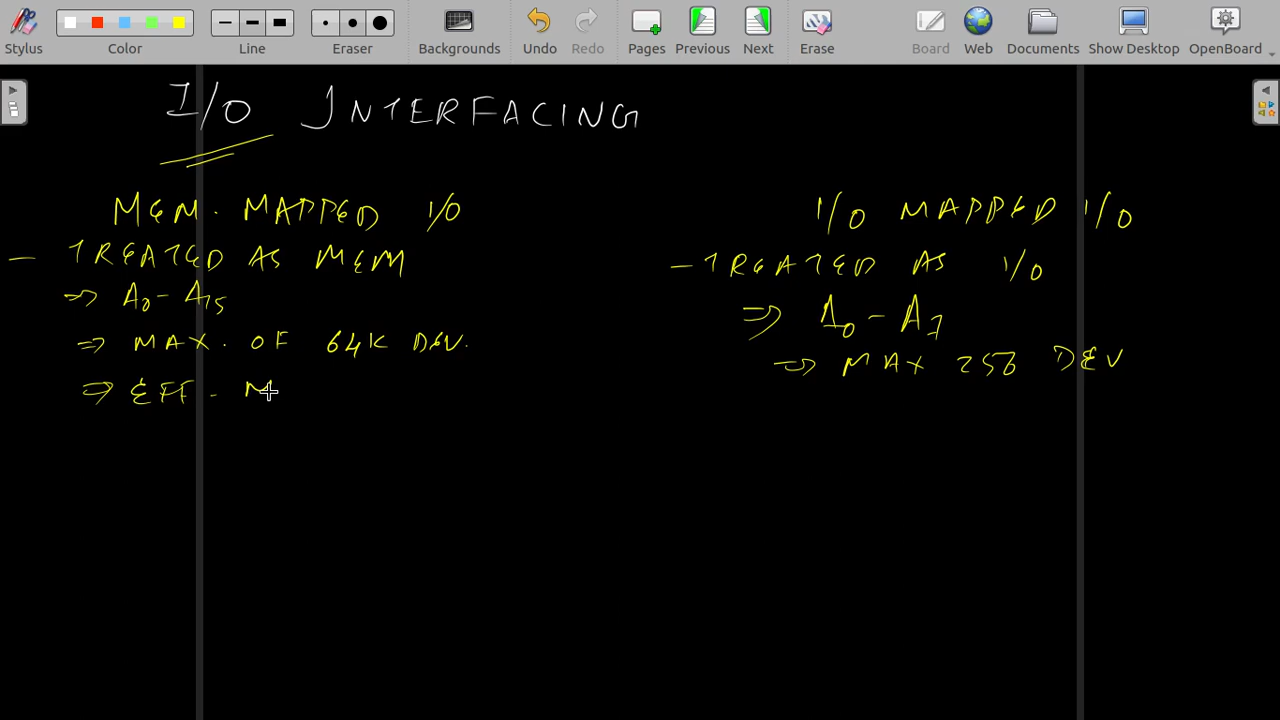 Stylus Color Line Eraser Backgrounds Undo Redo Pages Previous Next Erase Board Web Documents Show Desktop OpenBoard
I/O INTERFACING
MEM. MAPPED I/O
- TREATED AS MEM
⇒ A0 - A15
⇒ MAX. OF 64K DEV.
⇒ EFF. M
I/O MAPPED I/O
- TREATED AS I/O
⇒ A0 - A7
⇒ MAX 256 DEV